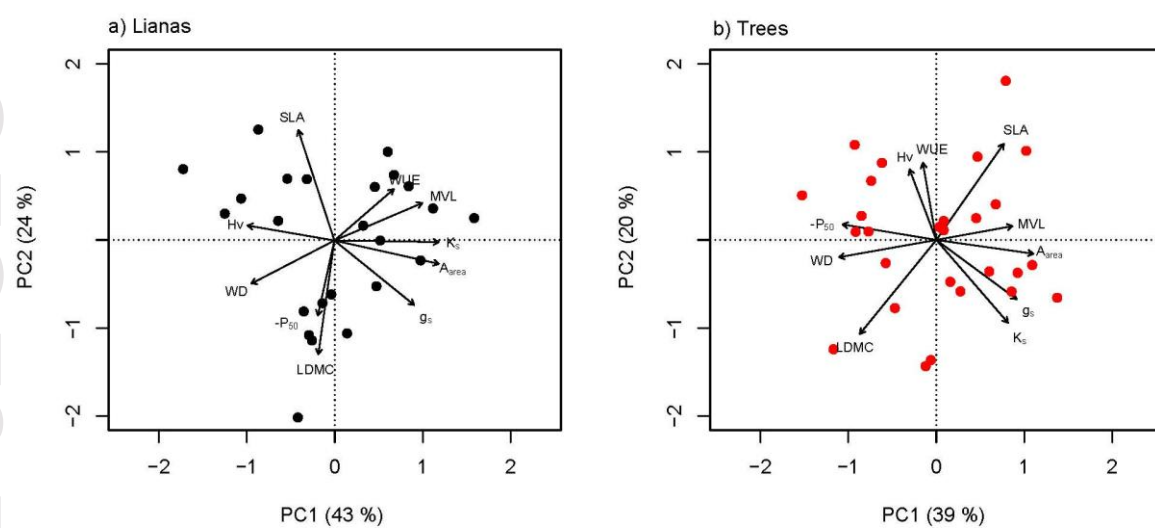 a) Lianas
PC2 (24 %)
2
1
0
−1
−2
SLA
WUE
MVL
Hv
Ks
Aarea
WD
gs
-P50
LDMC
−2
−1
0
1
2
PC1 (43 %)
b) Trees
PC2 (20 %)
2
1
0
−1
−2
SLA
WUE
Hv
-P50
MVL
WD
Aarea
gs
Ks
LDMC
−2
−1
0
1
2
PC1 (39 %)